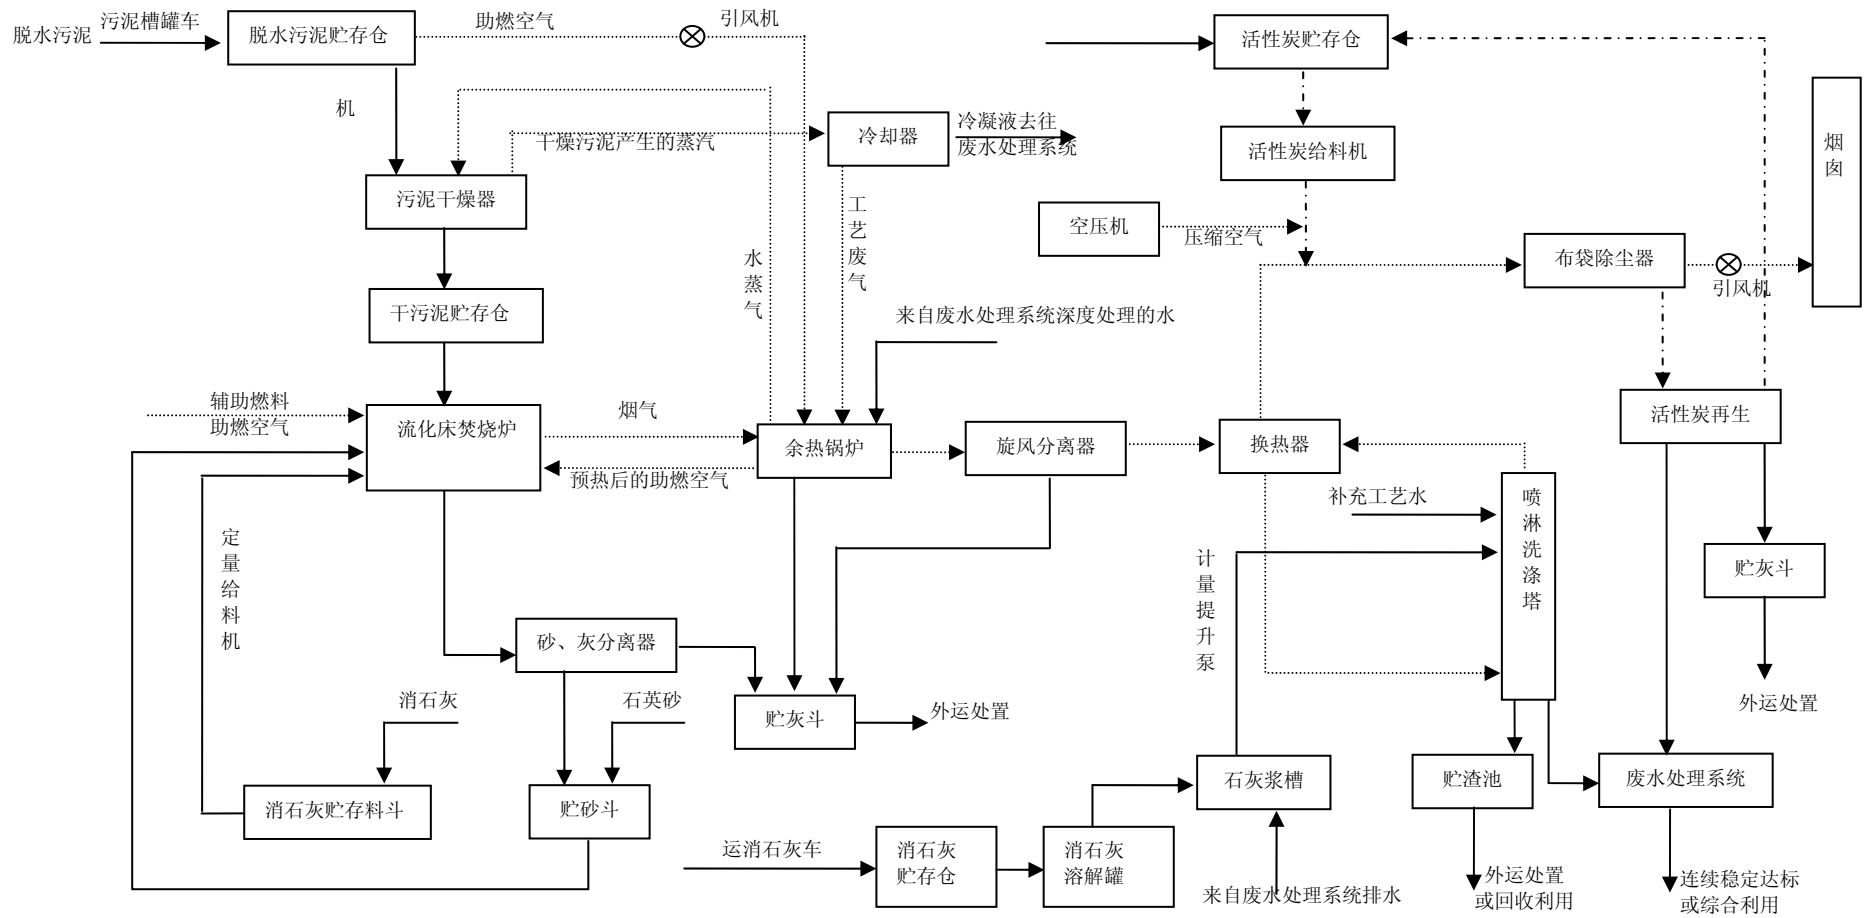 脱水污泥
污泥槽罐车
脱水污泥贮存仓
助燃空气
引风机
活性炭贮存仓
机
干燥污泥产生的蒸汽
冷却器
冷凝液去往
废水处理系统
活性炭给料机
烟
囱
污泥干燥器
工
艺
废
气
空压机
压缩空气
水
蒸
气
布袋除尘器
引风机
干污泥贮存仓
来自废水处理系统深度处理的水
辅助燃料
助燃空气
流化床焚烧炉
烟气
预热后的助燃空气
余热锅炉
旋风分离器
换热器
活性炭再生
补充工艺水
喷
淋
洗
涤
塔
定
量
给
料
机
计
量
提
升
泵
贮灰斗
砂、灰分离器
消石灰
石英砂
贮灰斗
外运处置
外运处置
消石灰贮存料斗
贮砂斗
石灰浆槽
贮渣池
废水处理系统
运消石灰车
消石灰
贮存仓
消石灰
溶解罐
来自废水处理系统排水
外运处置
或回收利用
连续稳定达标
或综合利用